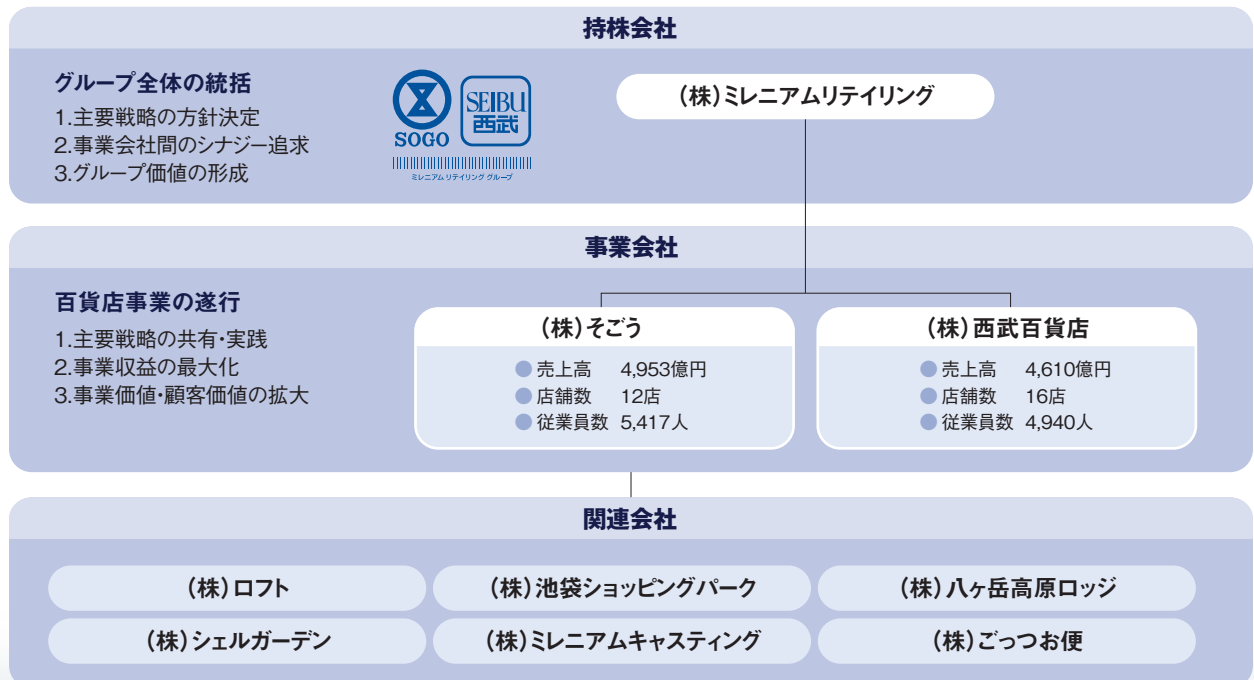 持株会社
グループ全体の統括
1.主要戦略の方針決定
2.事業会社間のシナジー追求
3.グループ価値の形成
SOGO
SEIBU
西武
ミレニアム リテイリング グループ
(株)ミレニアムリテイリング
事業会社
百貨店事業の遂行
1.主要戦略の共有・実践
2.事業収益の最大化
3.事業価値・顧客価値の拡大
(株)そごう
● 売上高 4,953億円
● 店舗数 12店
● 従業員数 5,417人
(株)西武百貨店
● 売上高 4,610億円
● 店舗数 16店
● 従業員数 4,940人
関連会社
(株)ロフト
(株)池袋ショッピングパーク
(株)八ヶ岳高原ロッジ
(株)シェルガーデン
(株)ミレニアムキャスティング
(株)ごっつお便